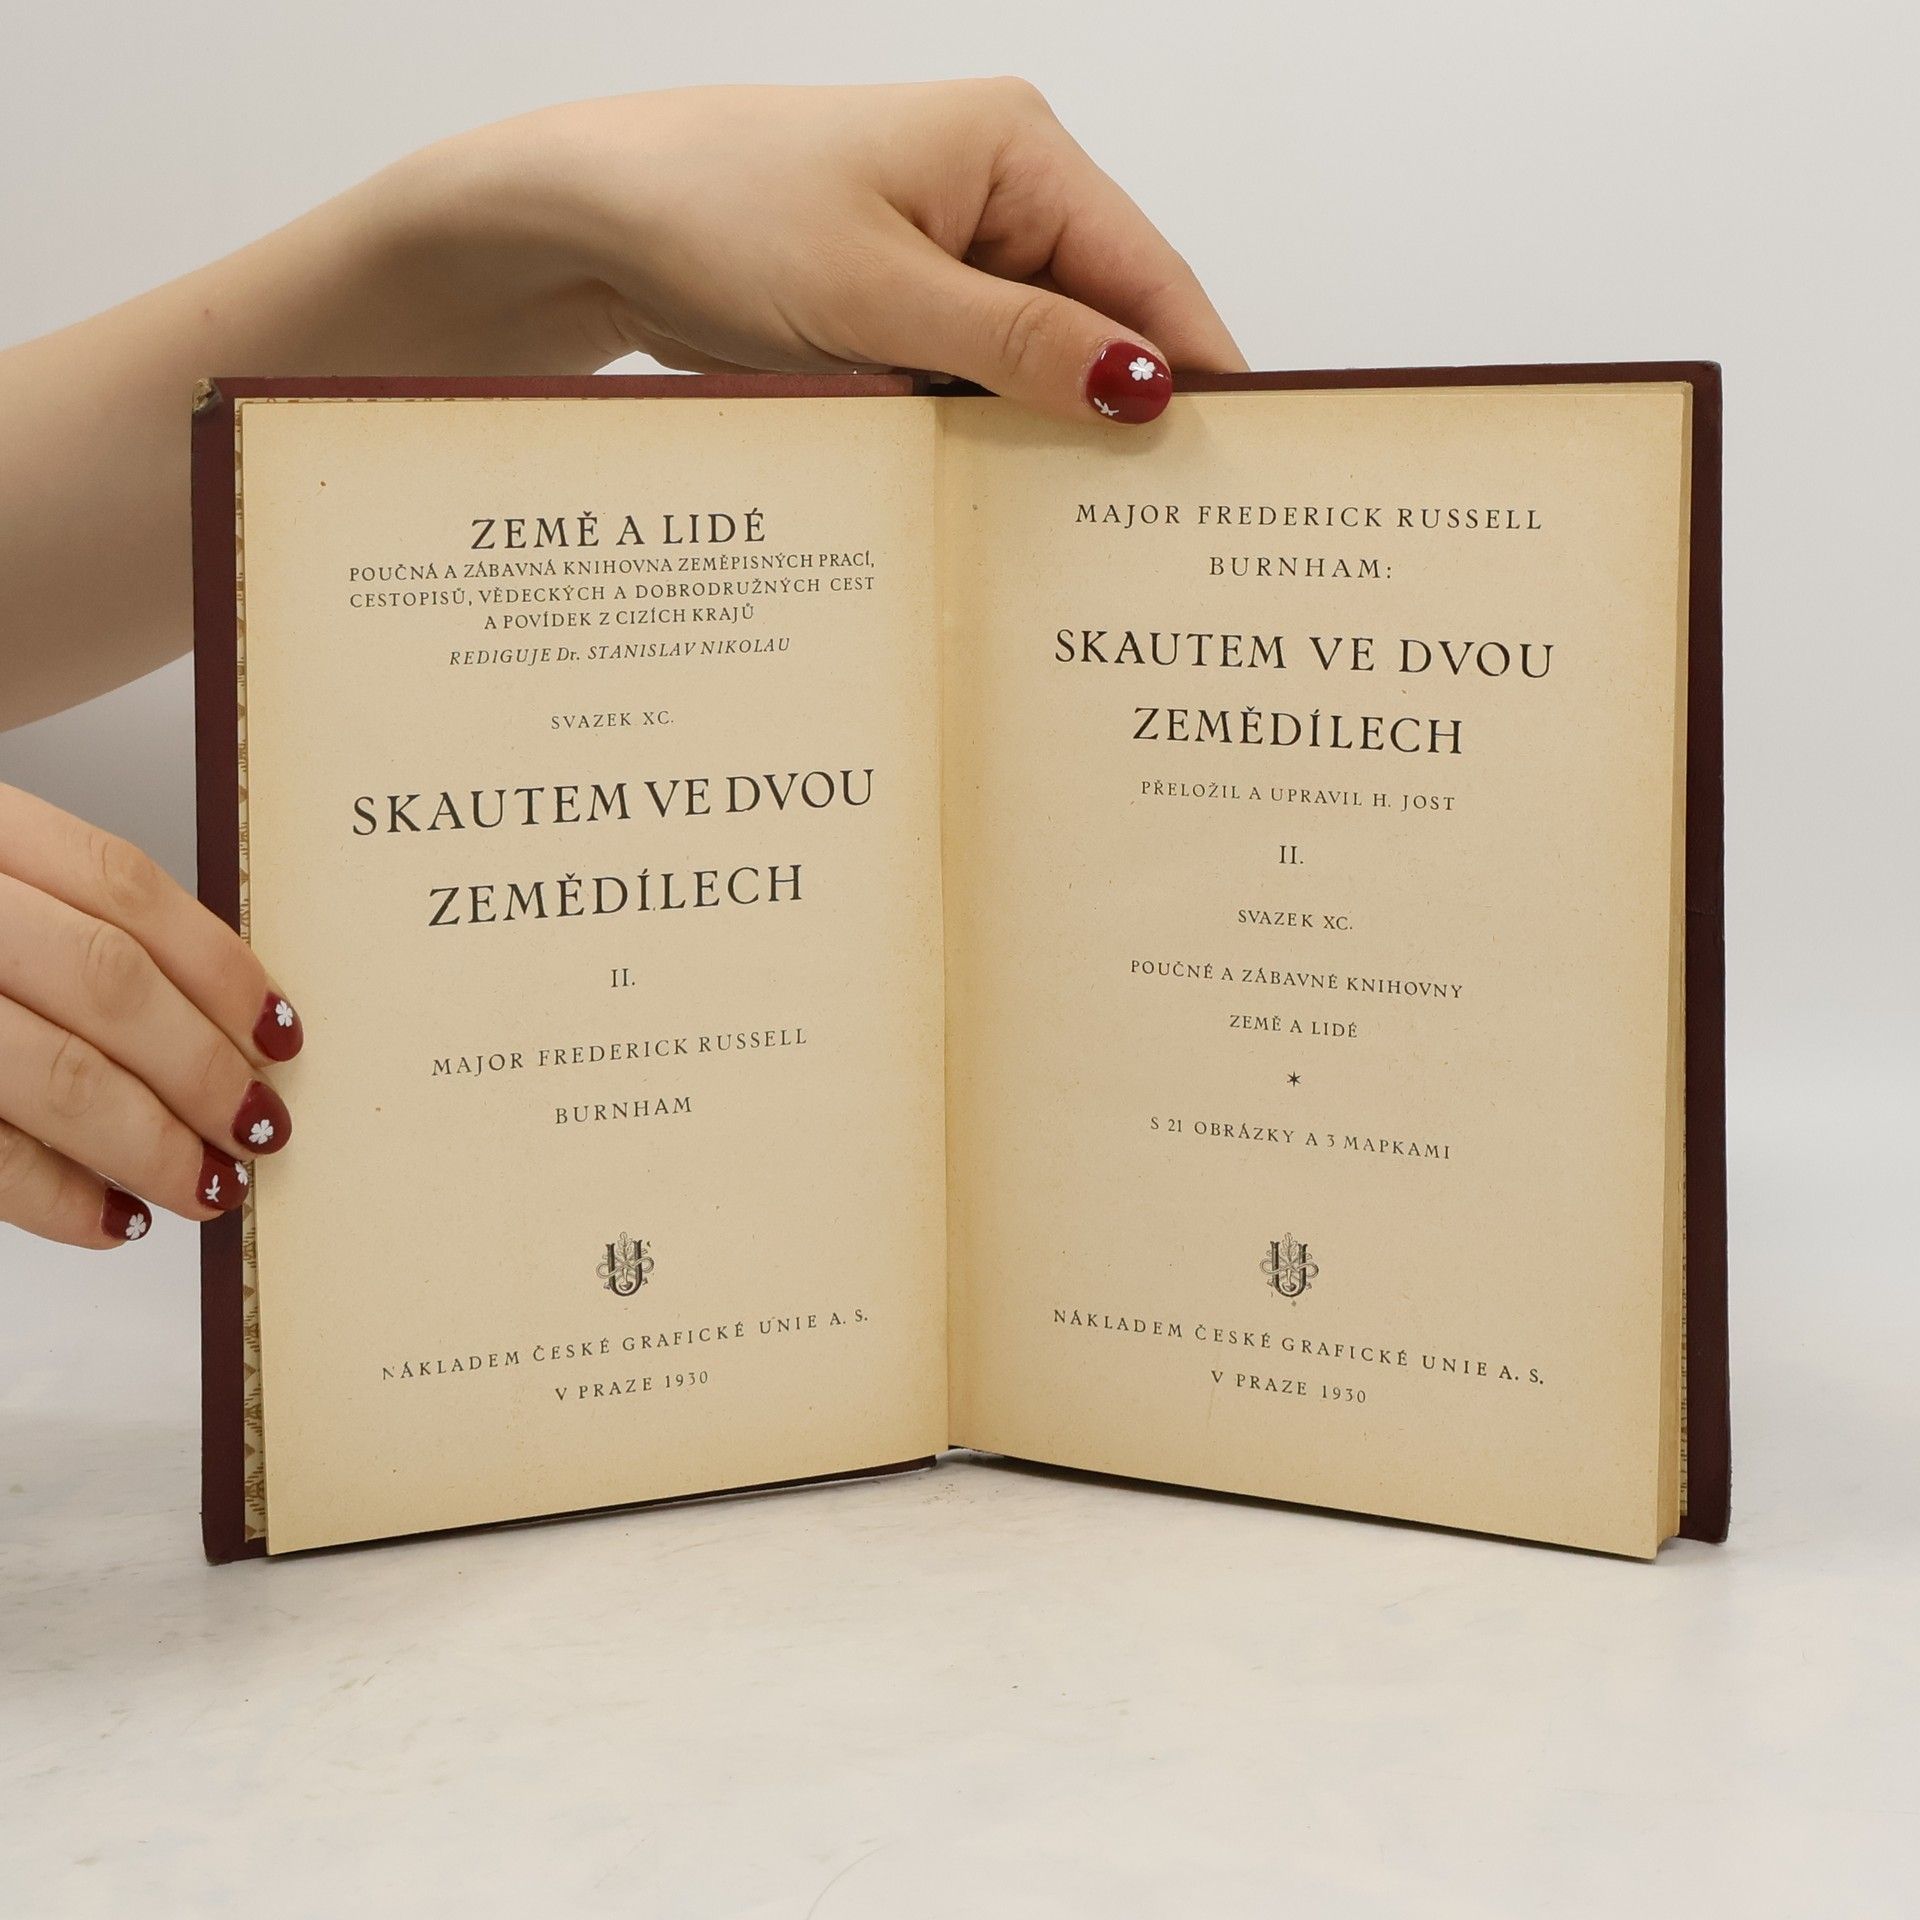 ZEMĚ A LIDÉ
POUČNÁ A ZÁBAVNÁ KNIHOVNA ZEMĚPISNÝCH PRACÍ,
CESTOPISŮ, VĚDECKÝCH A DOBRODRUŽNÝCH CEST
A POVÍDEK Z CIZÍCH KRAJŮ
REDIGUJE Dr. STANISLAV NIKOLAU
SVAZEK XC.
SKAUTEM VE DVOU
ZEMĚDÍLECH
II.
MAJOR FREDERICK RUSSELL
BURNHAM
U
NÁKLADEM ČESKÉ GRAFICKÉ UNIE A. S.
V PRAZE 1930
MAJOR FREDERICK RUSSELL
BURNHAM:
SKAUTEM VE DVOU
ZEMĚDÍLECH
PŘELOŽIL A UPRAVIL H. JOST
II.
SVAZEK XC.
POUČNÉ A ZÁBAVNÉ KNIHOVNY
ZEMĚ A LIDÉ
*
S 21 OBRÁZKY A 3 MAPKAMI
U
NÁKLADEM ČESKÉ GRAFICKÉ UNIE A. S.
V PRAZE 1930